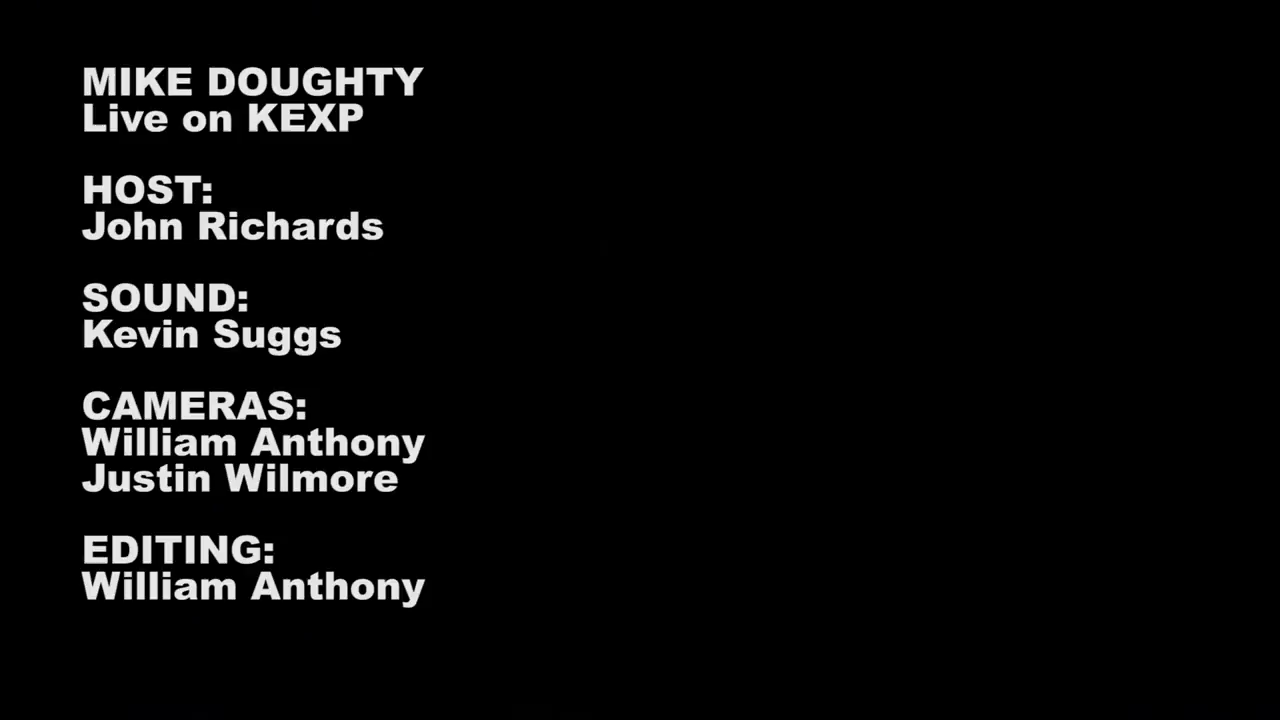 MIKE DOUGHTY
Live on KEXP
HOST:
John Richards
SOUND:
Kevin Suggs
CAMERAS:
William Anthony
Justin Wilmore
EDITING:
William Anthony